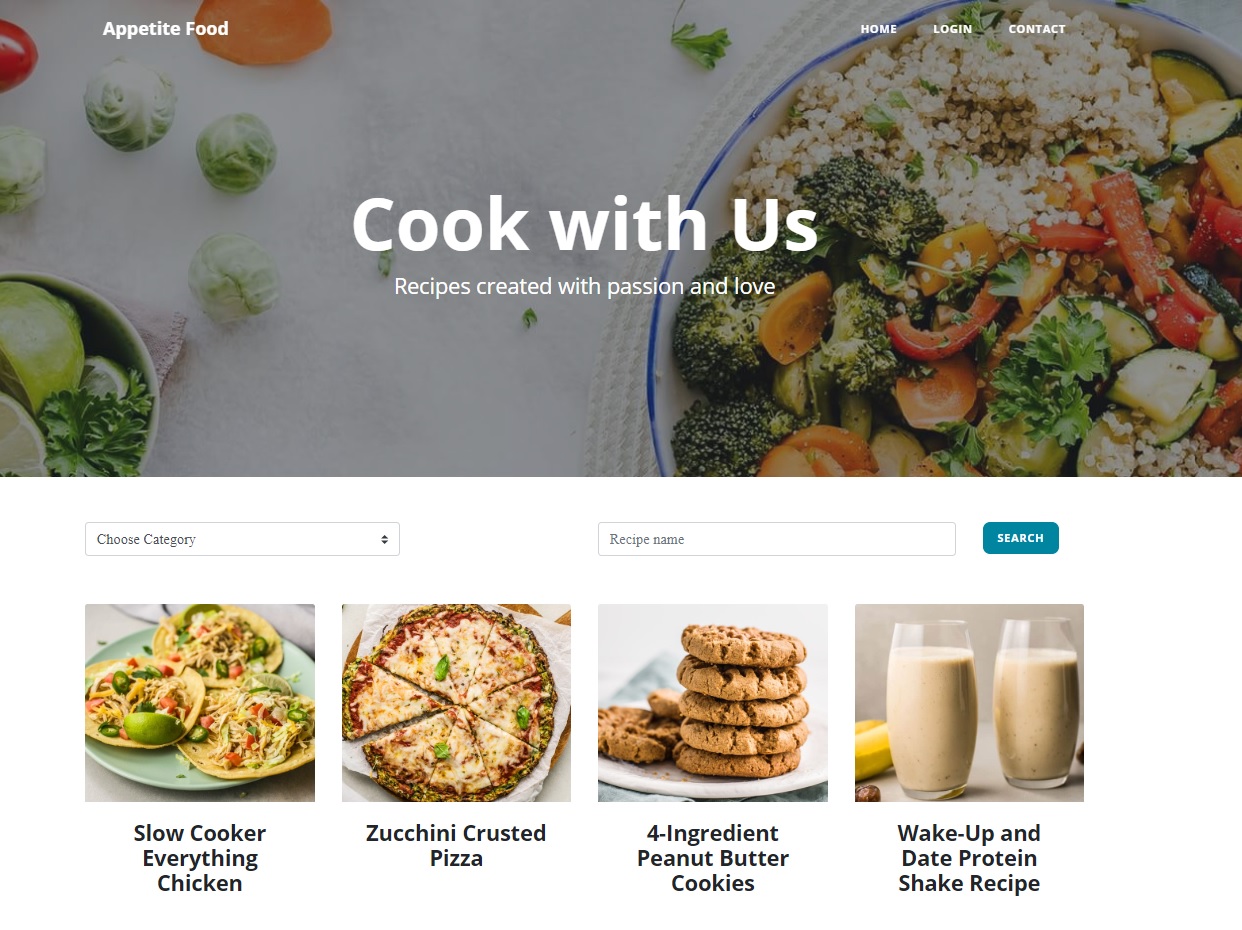 Appetite Food
HOME LOGIN CONTACT
Cook with Us
Recipes created with passion and love
Choose Category
Recipe name
SEARCH
Slow Cooker
Everything
Chicken
Zucchini Crusted
Pizza
4-Ingredient
Peanut Butter
Cookies
Wake-Up and
Date Protein
Shake Recipe